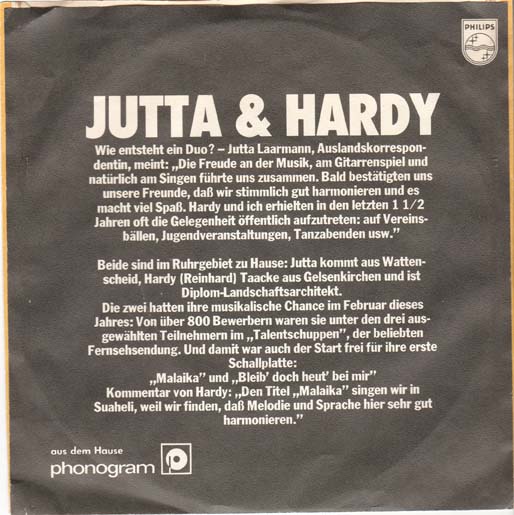 PHILIPS
JUTTA & HARDY
Wie entsteht ein Duo? – Jutta Laarmann, Auslandskorrespon-
dentin, meint: „Die Freude an der Musik, am Gitarrenspiel und
natürlich am Singen führte uns zusammen. Bald bestätigten uns
unsere Freunde, daß wir stimmlich gut harmonieren und es
macht viel Spaß. Hardy und ich erhielten in den letzten 1 1/2
Jahren oft die Gelegenheit öffentlich aufzutreten: auf Vereins-
bällen, Jugendveranstaltungen, Tanzabenden usw.”
Beide sind im Ruhrgebiet zu Hause: Jutta kommt aus Watten-
scheid, Hardy (Reinhard) Taacke aus Gelsenkirchen und ist
Diplom-Landschaftsarchitekt.
Die zwei hatten ihre musikalische Chance im Februar dieses
Jahres: Von über 800 Bewerbern waren sie unter den drei aus-
gewählten Teilnehmern im „Talentschuppen”, der beliebten
Fernsehsendung. Und damit war auch der Start frei für ihre erste
Schallplatte:
„Malaika” und „Bleib’ doch heut’ bei mir”
Kommentar von Hardy: „Den Titel „Malaika” singen wir in
Suaheli, weil wir finden, daß Melodie und Sprache hier sehr gut
harmonieren.”
aus dem Hause
phonogram